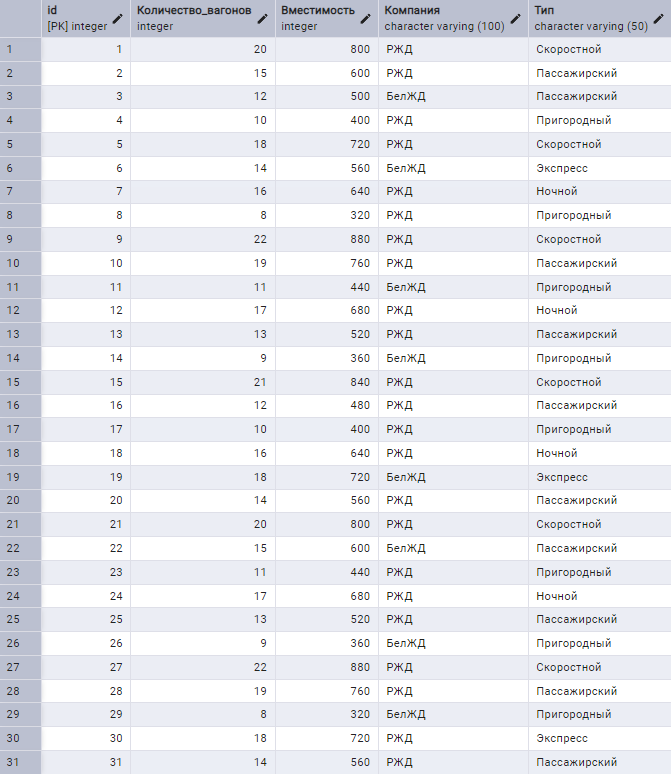 id Количество_вагонов Вместимость Компания Тип
[PK] integer integer integer character varying (100) character varying (50)
1 1 20 800 РЖД Скоростной
2 2 15 600 РЖД Пассажирский
3 3 12 500 БелЖД Пассажирский
4 4 10 400 РЖД Пригородный
5 5 18 720 РЖД Скоростной
6 6 14 560 БелЖД Экспресс
7 7 16 640 РЖД Ночной
8 8 8 320 РЖД Пригородный
9 9 22 880 РЖД Скоростной
10 10 19 760 РЖД Пассажирский
11 11 11 440 БелЖД Пригородный
12 12 17 680 РЖД Ночной
13 13 13 520 РЖД Пассажирский
14 14 9 360 БелЖД Пригородный
15 15 21 840 РЖД Скоростной
16 16 12 480 РЖД Пассажирский
17 17 10 400 РЖД Пригородный
18 18 16 640 РЖД Ночной
19 19 18 720 БелЖД Экспресс
20 20 14 560 РЖД Пассажирский
21 21 20 800 РЖД Скоростной
22 22 15 600 БелЖД Пассажирский
23 23 11 440 РЖД Пригородный
24 24 17 680 РЖД Ночной
25 25 13 520 РЖД Пассажирский
26 26 9 360 БелЖД Пригородный
27 27 22 880 РЖД Скоростной
28 28 19 760 РЖД Пассажирский
29 29 8 320 БелЖД Пригородный
30 30 18 720 РЖД Экспресс
31 31 14 560 РЖД Пассажирский